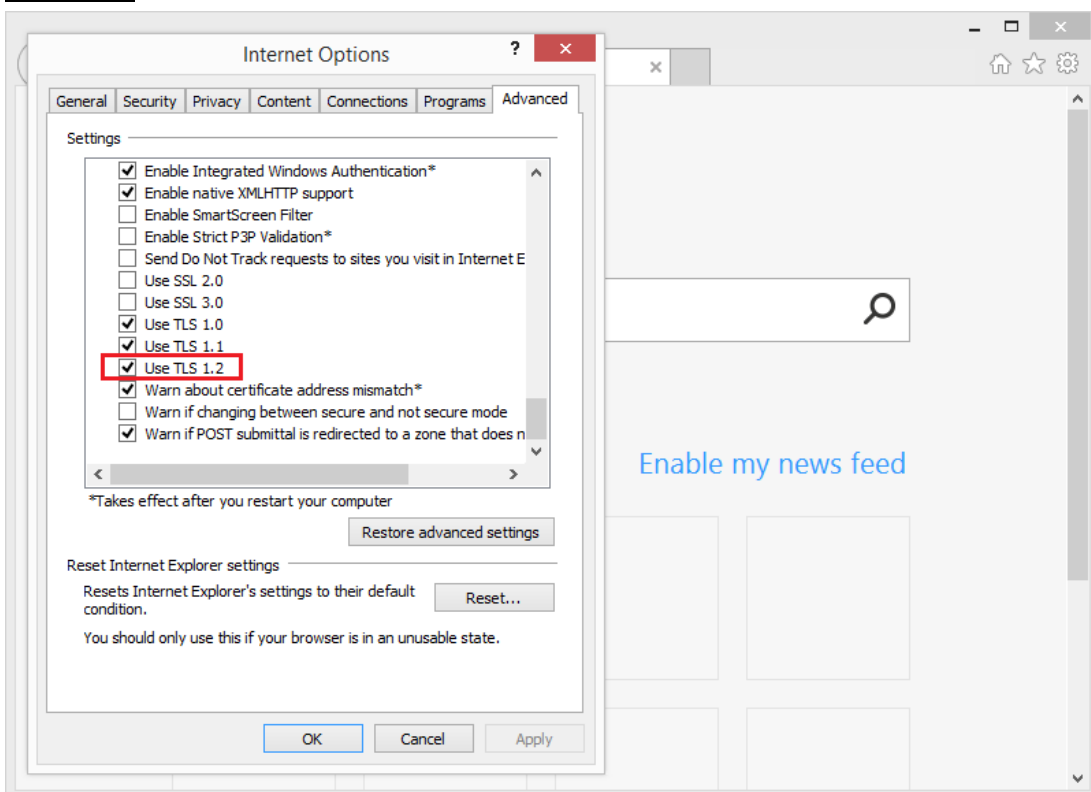 Internet Options
?
General Security Privacy Content Connections Programs Advanced
Settings
Enable Integrated Windows Authentication*
Enable native XMLHTTP support
Enable SmartScreen Filter
Enable Strict P3P Validation*
Send Do Not Track requests to sites you visit in Internet E
Use SSL 2.0
Use SSL 3.0
Use TLS 1.0
Use TLS 1.1
Use TLS 1.2
Warn about certificate address mismatch*
Warn if changing between secure and not secure mode
Warn if POST submittal is redirected to a zone that does n
*Takes effect after you restart your computer
Restore advanced settings
Reset Internet Explorer settings
Resets Internet Explorer's settings to their default
condition.
Reset...
You should only use this if your browser is in an unusable state.
OK Cancel Apply
Enable my news feed